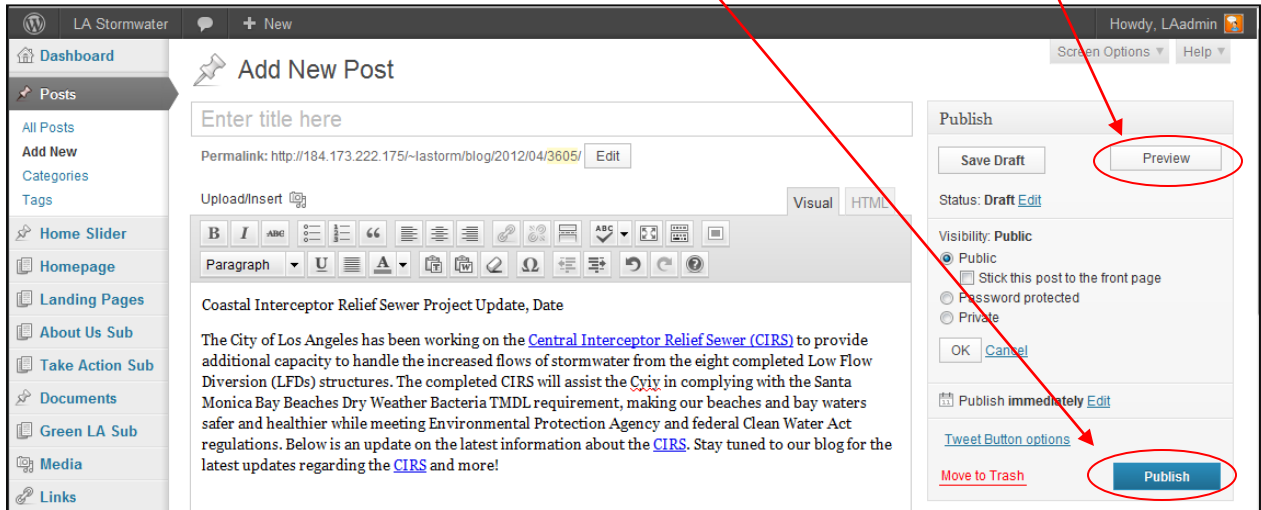 LA Stormwater + New Howdy, LAadmin
Dashboard
Posts
All Posts
Add New
Categories
Tags
Home Slider
Homepage
Landing Pages
About Us Sub
Take Action Sub
Documents
Green LA Sub
Media
Links
Screen Options Help
Add New Post
Enter title here
Permalink: http://184.173.222.175/~lastorm/blog/2012/04/3605/ Edit
Upload/Insert
Visual HTML
B I ABC “ ABC
Paragraph U A T W Ω ?
Coastal Interceptor Relief Sewer Project Update, Date
The City of Los Angeles has been working on the Central Interceptor Relief Sewer (CIRS) to provide
additional capacity to handle the increased flows of stormwater from the eight completed Low Flow
Diversion (LFDs) structures. The completed CIRS will assist the Cyiy in complying with the Santa
Monica Bay Beaches Dry Weather Bacteria TMDL requirement, making our beaches and bay waters
safer and healthier while meeting Environmental Protection Agency and federal Clean Water Act
regulations. Below is an update on the latest information about the CIRS. Stay tuned to our blog for the
latest updates regarding the CIRS and more!
Publish
Save Draft Preview
Status: Draft Edit
Visibility: Public
Public
Stick this post to the front page
Password protected
Private
OK Cancel
Publish immediately Edit
Tweet Button options
Move to Trash Publish